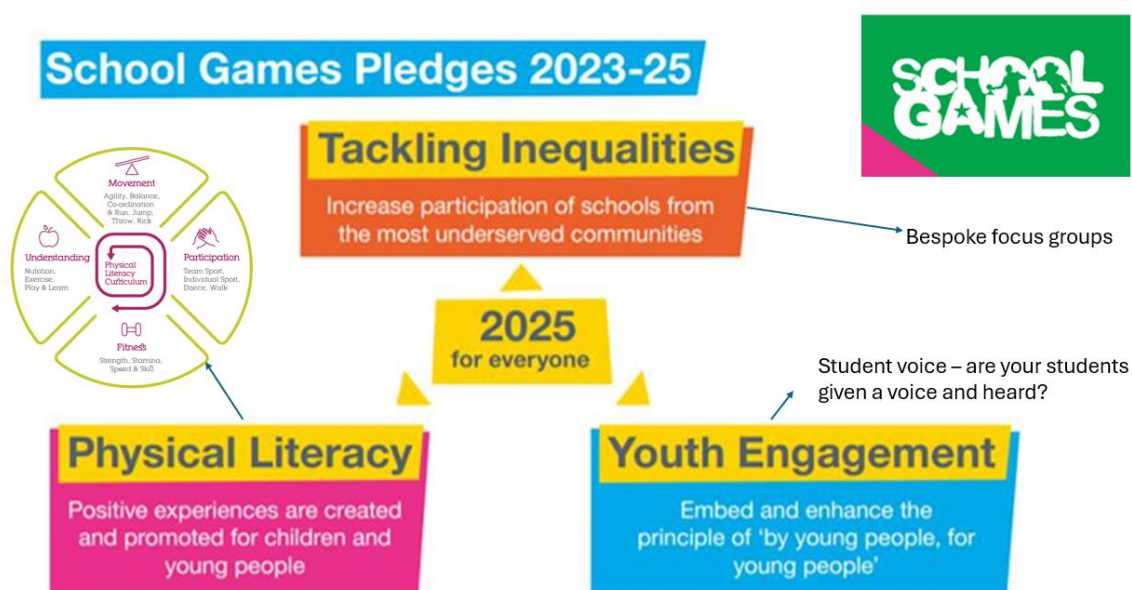 School Games Pledges 2023-25
SCHOOL
GAMES
Tackling Inequalities
Increase participation of schools from
the most underserved communities
Bespoke focus groups
Movement
Agility, Balance,
Co-ordination
& Run, Jump,
Throw, Kick
Understanding
Nutrition,
Exercise,
Play & Learn
Physical
Literacy
Curriculum
Participation
Team Sport,
Individual Sport,
Dance, Walk
Fitness
Strength, Stamina,
Speed & Skill
2025
for everyone
Student voice – are your students
given a voice and heard?
Physical Literacy
Positive experiences are created
and promoted for children and
young people
Youth Engagement
Embed and enhance the
principle of ‘by young people, for
young people’